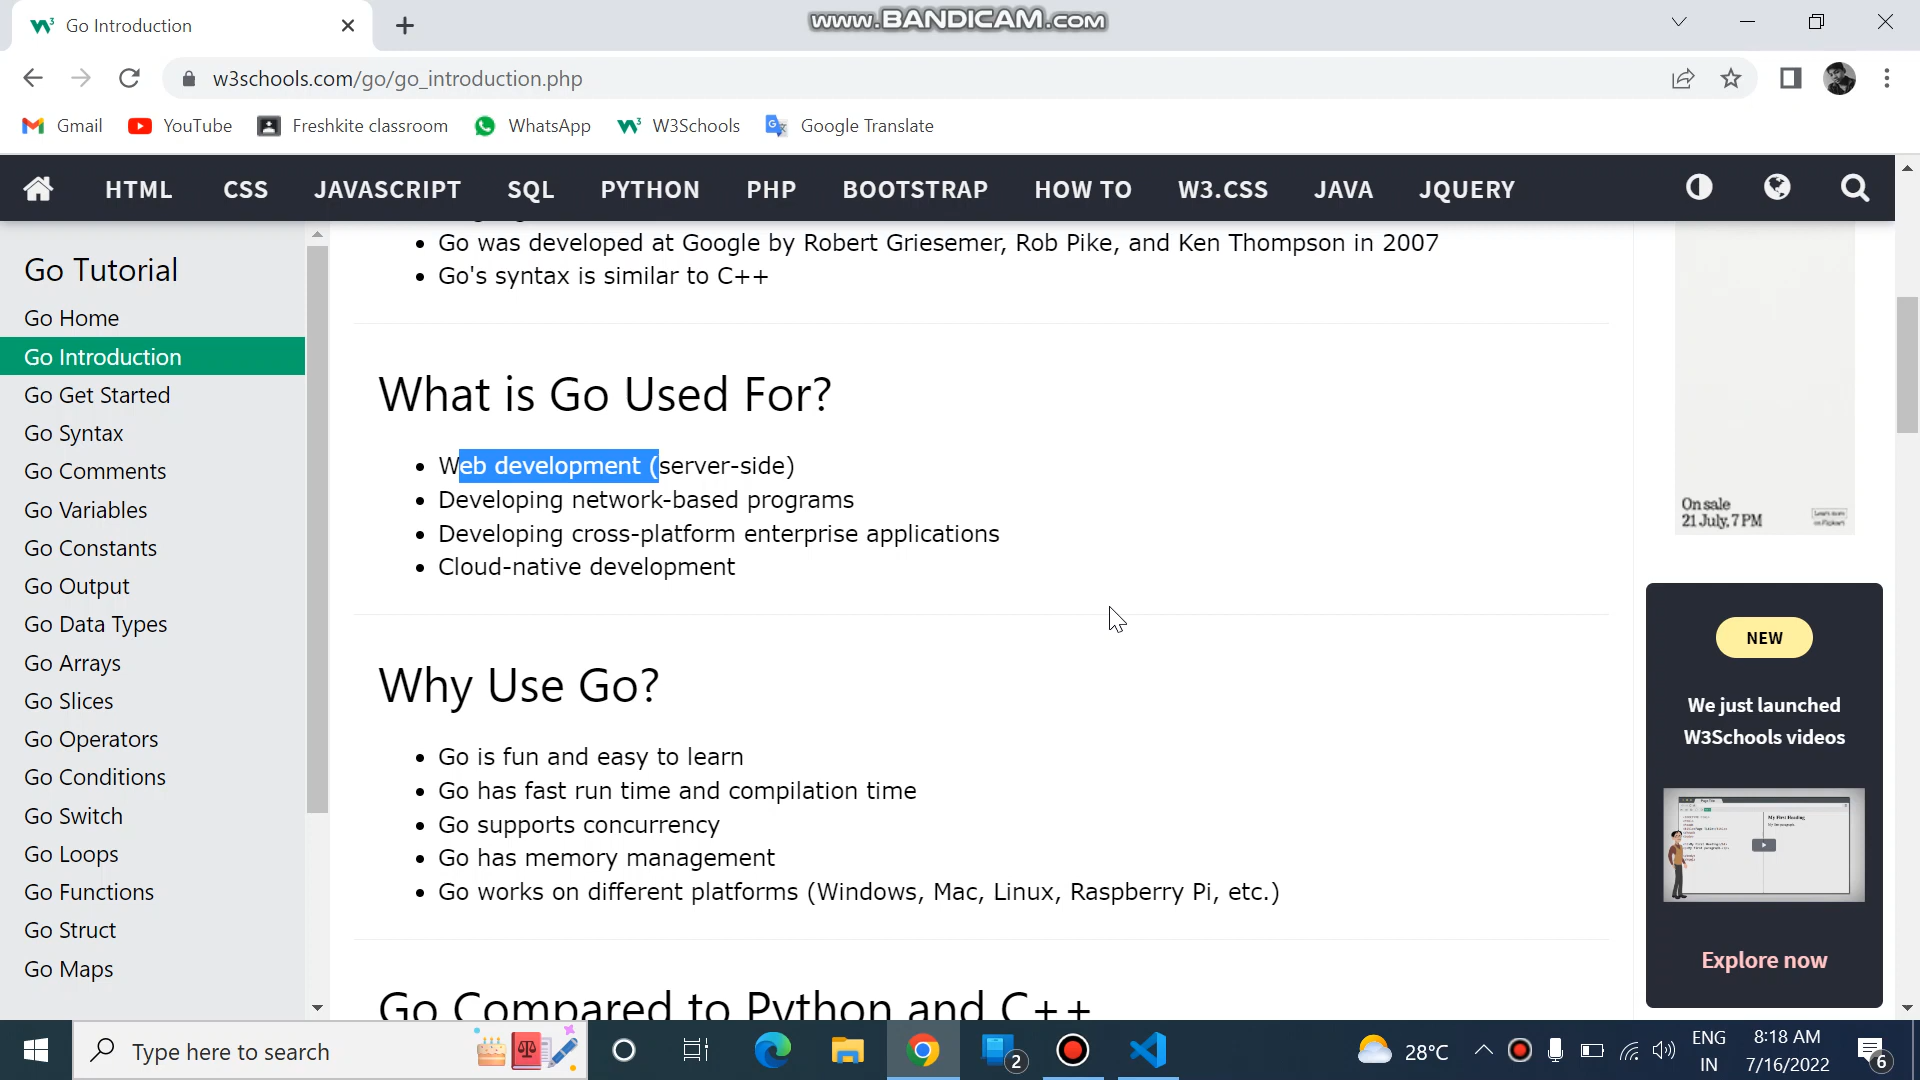 Go Introduction
www.BANDICAM.com
w3schools.com/go/go_introduction.php
Gmail
YouTube
Freshkite classroom
WhatsApp
W3Schools
Google Translate
HTML
CSS
JAVASCRIPT
SQL
PYTHON
PHP
BOOTSTRAP
HOW TO
W3.CSS
JAVA
JQUERY
Go Tutorial
Go Home
Go Introduction
Go Get Started
Go Syntax
Go Comments
Go Variables
Go Constants
Go Output
Go Data Types
Go Arrays
Go Slices
Go Operators
Go Conditions
Go Switch
Go Loops
Go Functions
Go Struct
Go Maps
Go was developed at Google by Robert Griesemer, Rob Pike, and Ken Thompson in 2007
Go's syntax is similar to C++
What is Go Used For?
Web development (server-side)
Developing network-based programs
Developing cross-platform enterprise applications
Cloud-native development
Why Use Go?
Go is fun and easy to learn
Go has fast run time and compilation time
Go supports concurrency
Go has memory management
Go works on different platforms (Windows, Mac, Linux, Raspberry Pi, etc.)
Go Compared to Python and C++
On sale
21 July, 7 PM
NEW
We just launched
W3Schools videos
My First Heading
Explore now
Type here to search
2
28°C
ENG
IN
8:18 AM
7/16/2022
6